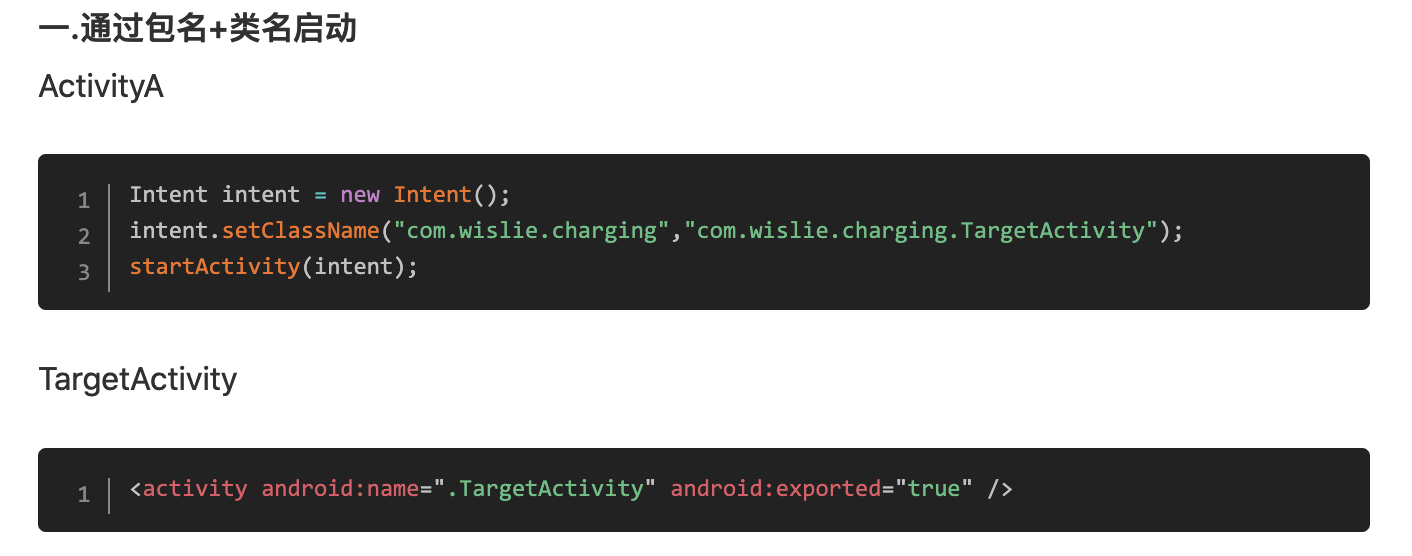 一.通过包名+类名启动
ActivityA
1 Intent intent = new Intent();
2 intent.setClassName("com.wislie.charging","com.wislie.charging.TargetActivity");
3 startActivity(intent);
TargetActivity
1 <activity android:name=".TargetActivity" android:exported="true" />